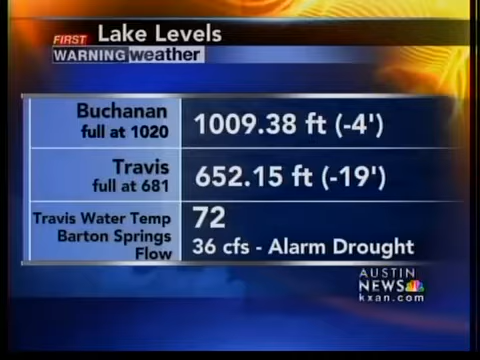 Lake Levels
FIRST
WARNING weather
Buchanan
full at 1020
1009.38 ft (-4')
Travis
full at 681
652.15 ft (-19')
Travis Water Temp
72
Barton Springs
Flow
36 cfs - Alarm Drought
AUSTIN
NEWS
kxan.com